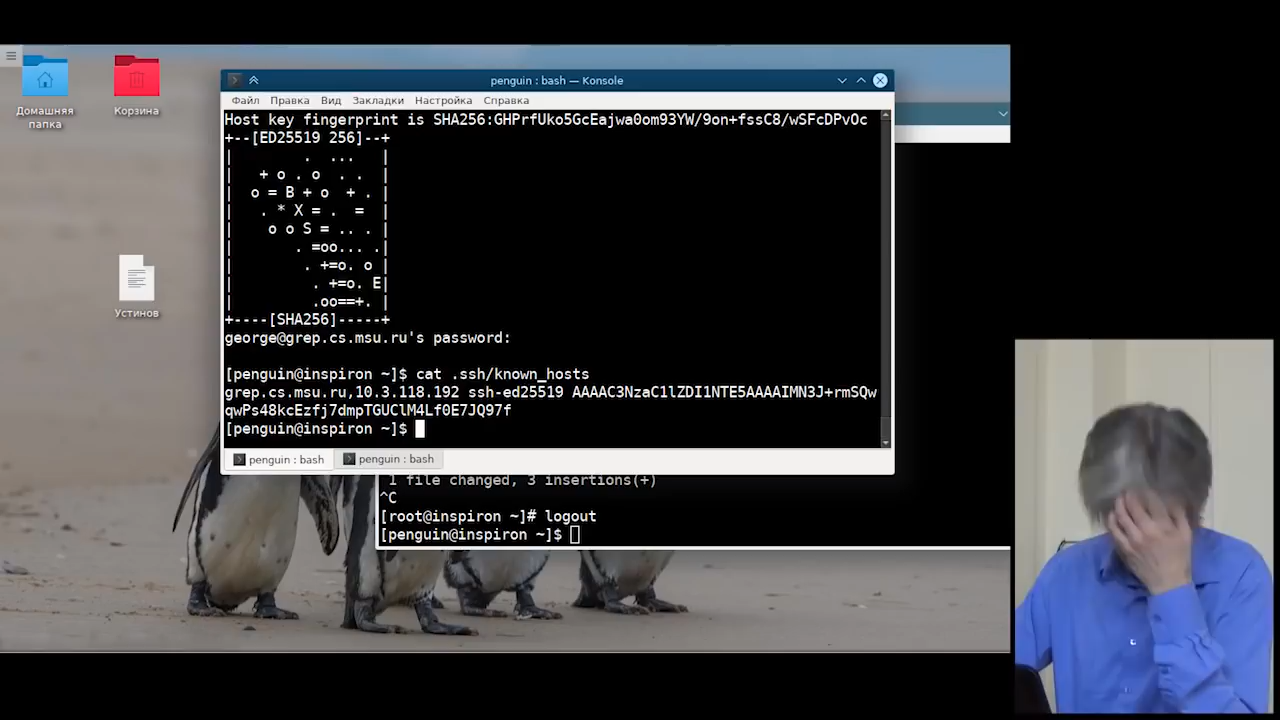 penguin : bash — Konsole
Домашняя
папка
Корзина
Файл Правка Вид Закладки Настройка Справка
Host key fingerprint is SHA256:GHPrfUko5GcEajwa0om93YW/9on+fssC8/wSFcDPvOc
+--[ED25519 256]--+
|        .  ...   |
|   + o . o  . .  |
|  o = B + o  + . |
|   . * X = .  =  |
|    o o S = .. . |
|       . =oo... .|
|        . +=o. o |
|         . +=o. E|
|         .oo==+. |
+----[SHA256]-----+
george@grep.cs.msu.ru's password:
[penguin@inspiron ~]$ cat .ssh/known_hosts
grep.cs.msu.ru,10.3.118.192 ssh-ed25519 AAAAC3NzaC1lZDI1NTE5AAAAIMN3J+rmSQw
qwPs48kcEzfj7dmpTGUClM4Lf0E7JQ97f
[penguin@inspiron ~]$
penguin : bash penguin : bash
Устинов
1 file changed, 3 insertions(+)
^C
[root@inspiron ~]# logout
[penguin@inspiron ~]$